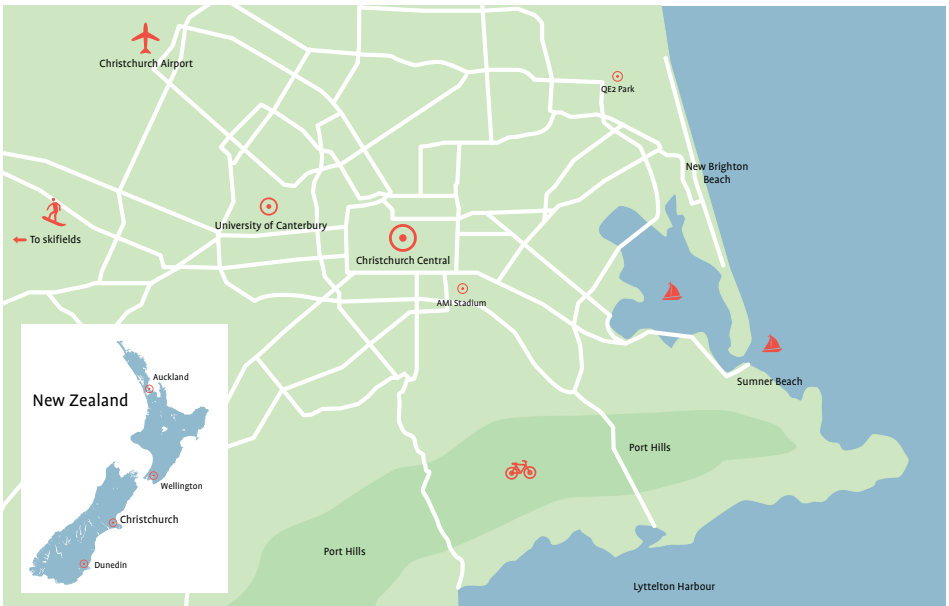 Christchurch Airport
QE2 Park
New Brighton
Beach
University of Canterbury
To skifields
Christchurch Central
AMI Stadium
Sumner Beach
Port Hills
Port Hills
Lyttelton Harbour
New Zealand
Auckland
Wellington
Christchurch
Dunedin